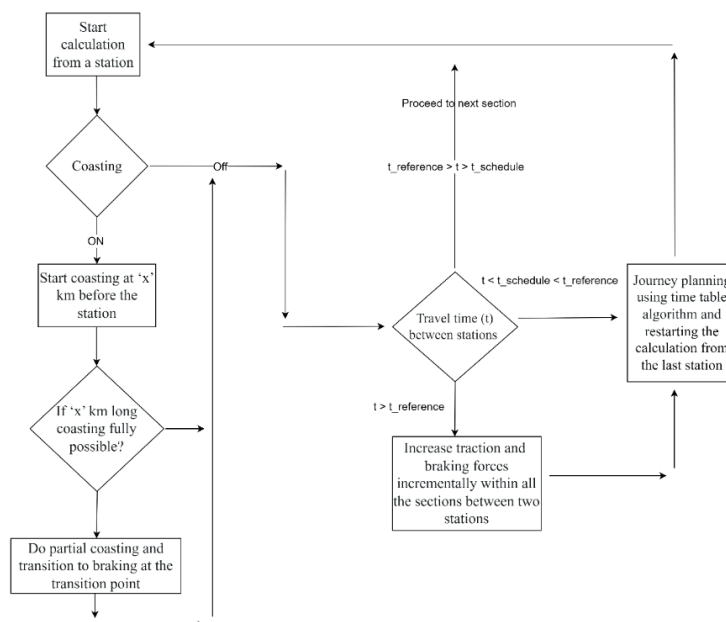 Start
calculation
from a station
Proceed to next section
Coasting
Off
t_reference > t > t_schedule
ON
Start coasting at ‘x’
km before the
station
t < t_schedule < t_reference
Travel time (t)
between stations
Journey planning
using time table
algorithm and
restarting the
calculation from
the last station
If ‘x’ km long
coasting fully
possible?
t > t_reference
Increase traction and
braking forces
incrementally within all
the sections between two
stations
Do partial coasting and
transition to braking at the
transition point